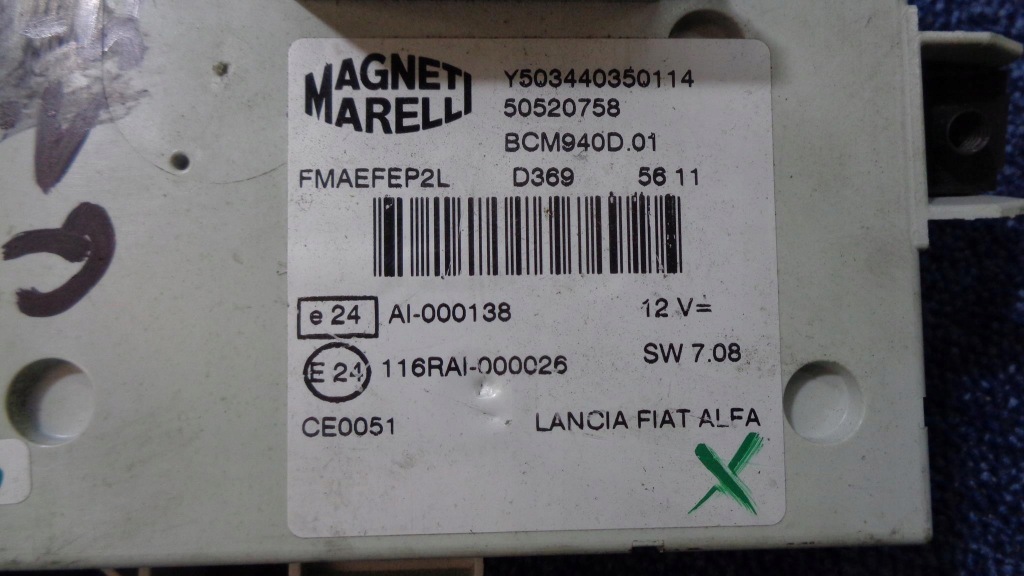 MAGNETI
MARELLI
Y503440350114
50520758
BCM940D.01
FMAEFEP2L D369 56 11
e 24 AI-000138 12 V=
E 24 116RAI-000026 SW 7.08
CE0051 LANCIA FIAT ALFA